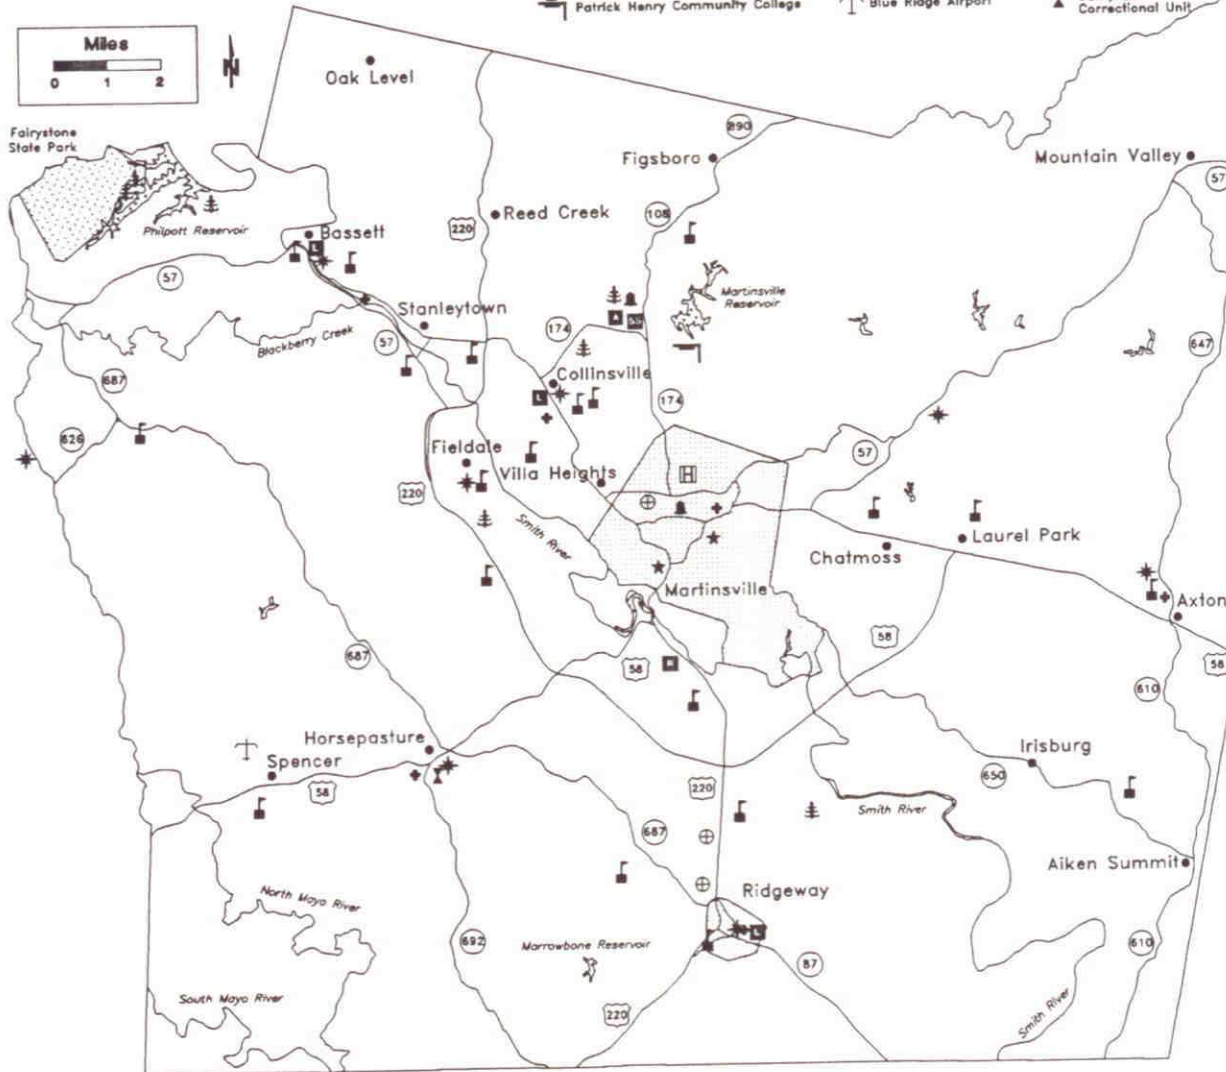 Patrick Henry Community College
Blue Ridge Airport
Correctional Unit
Miles
0 1 2
N
Oak Level
Fairystone
State Park
890
Figsboro
Mountain Valley
57
108
Reed Creek
220
Philpott Reservoir
Bassett
L
57
Martinsville
Reservoir
Stanleytown
174
Blackberry Creek
57
647
687
Collinsville
L
174
626
Fieldale
57
Villa Heights
H
220
Smith River
Laurel Park
Chatmoss
Martinsville
Axton
58
687
58
58
610
Horsepasture
Irisburg
Spencer
650
58
220
Smith River
687
Aiken Summit
Ridgeway
North Mayo River
L
692
Marrowbone Reservoir
610
87
South Mayo River
220
Smith River